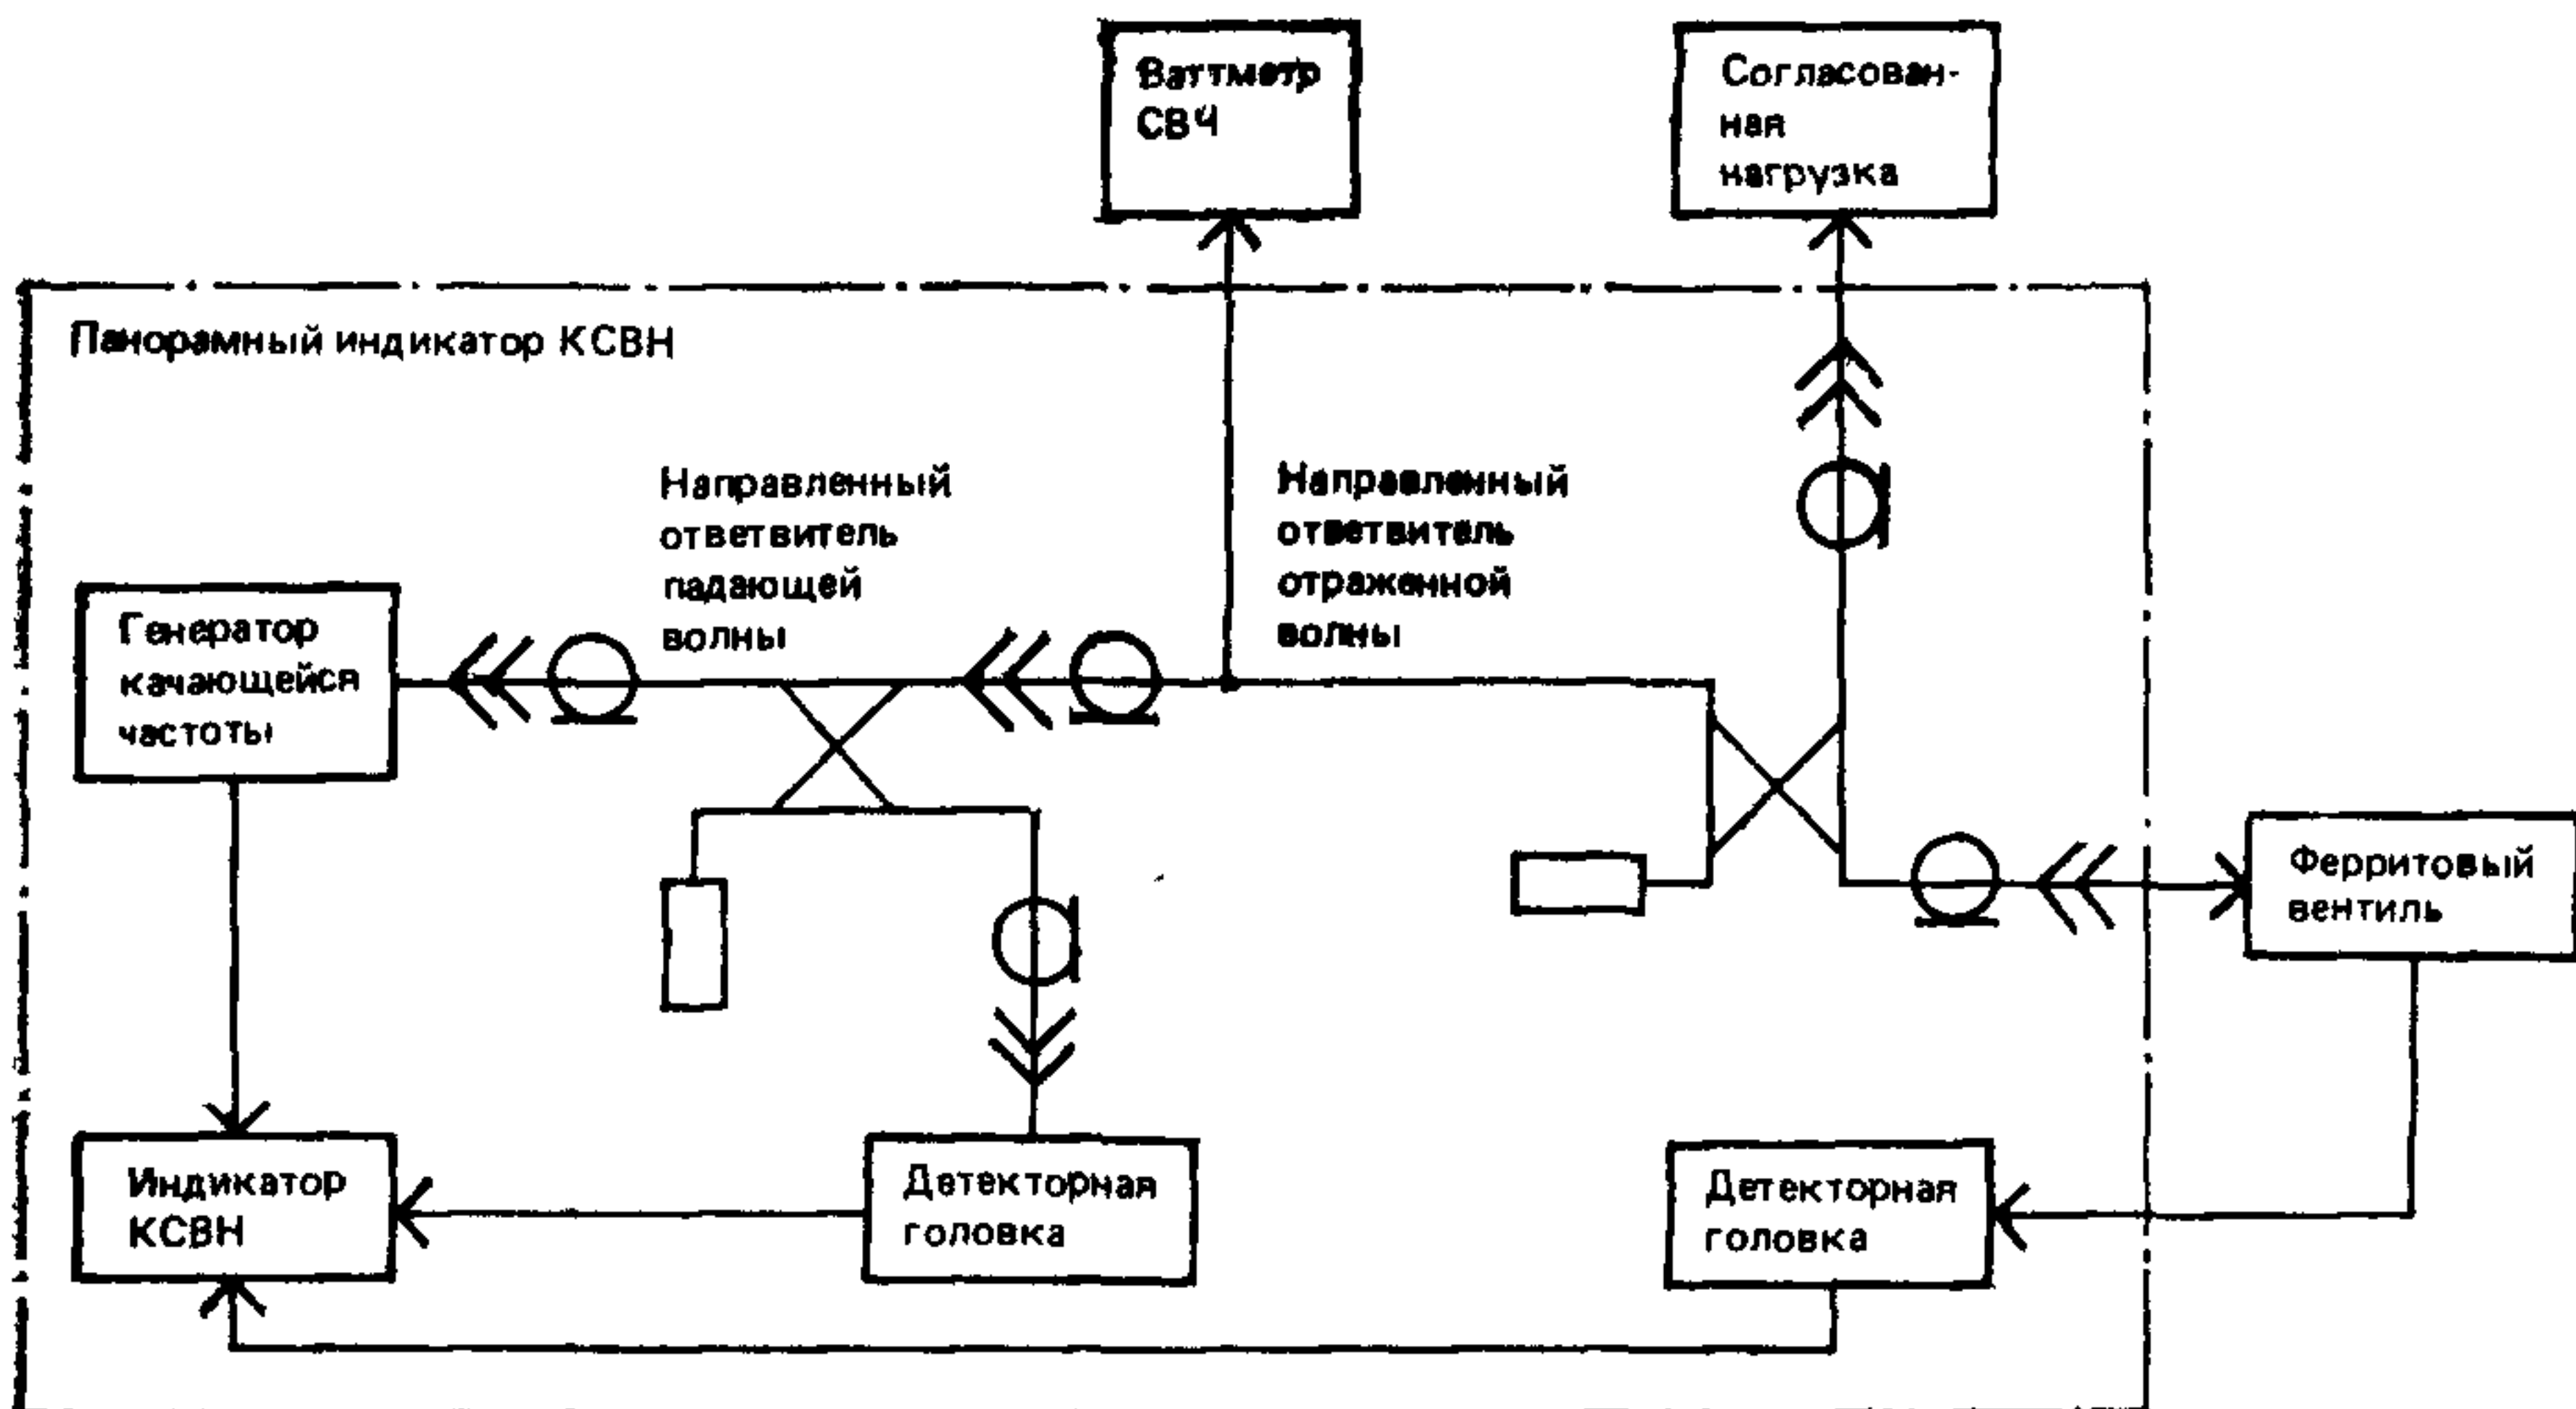 Ваттметр
СВЧ
Согласован-
ная
нагрузка
Панорамный индикатор КСВН
Направленный
ответвитель
падающей
волны
Направленный
ответвитель
отраженной
волны
Генератор
качающейся
частоты
Ферритовый
вентиль
Индикатор
КСВН
Детекторная
головка
Детекторная
головка